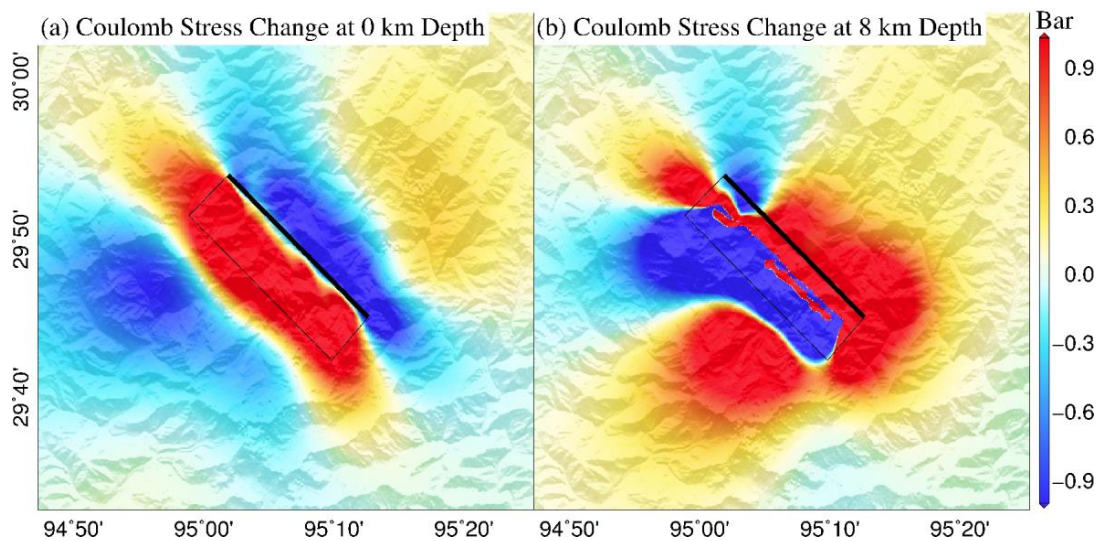 (a) Coulomb Stress Change at 0 km Depth
(b) Coulomb Stress Change at 8 km Depth
Bar
30˚00'
29˚50'
29˚40'
0.9
0.6
0.3
0.0
−0.3
−0.6
−0.9
94˚50' 95˚00' 95˚10' 95˚20'
94˚50' 95˚00' 95˚10' 95˚20'